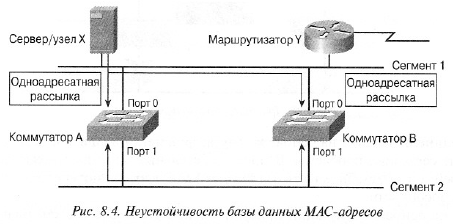 Сервер/узел X
Маршрутизатор Y
Сегмент 1
Одноадресатная
рассылка
Одноадресатная
рассылка
Порт 0
Порт 0
Коммутатор A
Коммутатор B
Порт 1
Порт 1
Сегмент 2
Рис. 8.4. Неустойчивость базы данных MAC-адресов